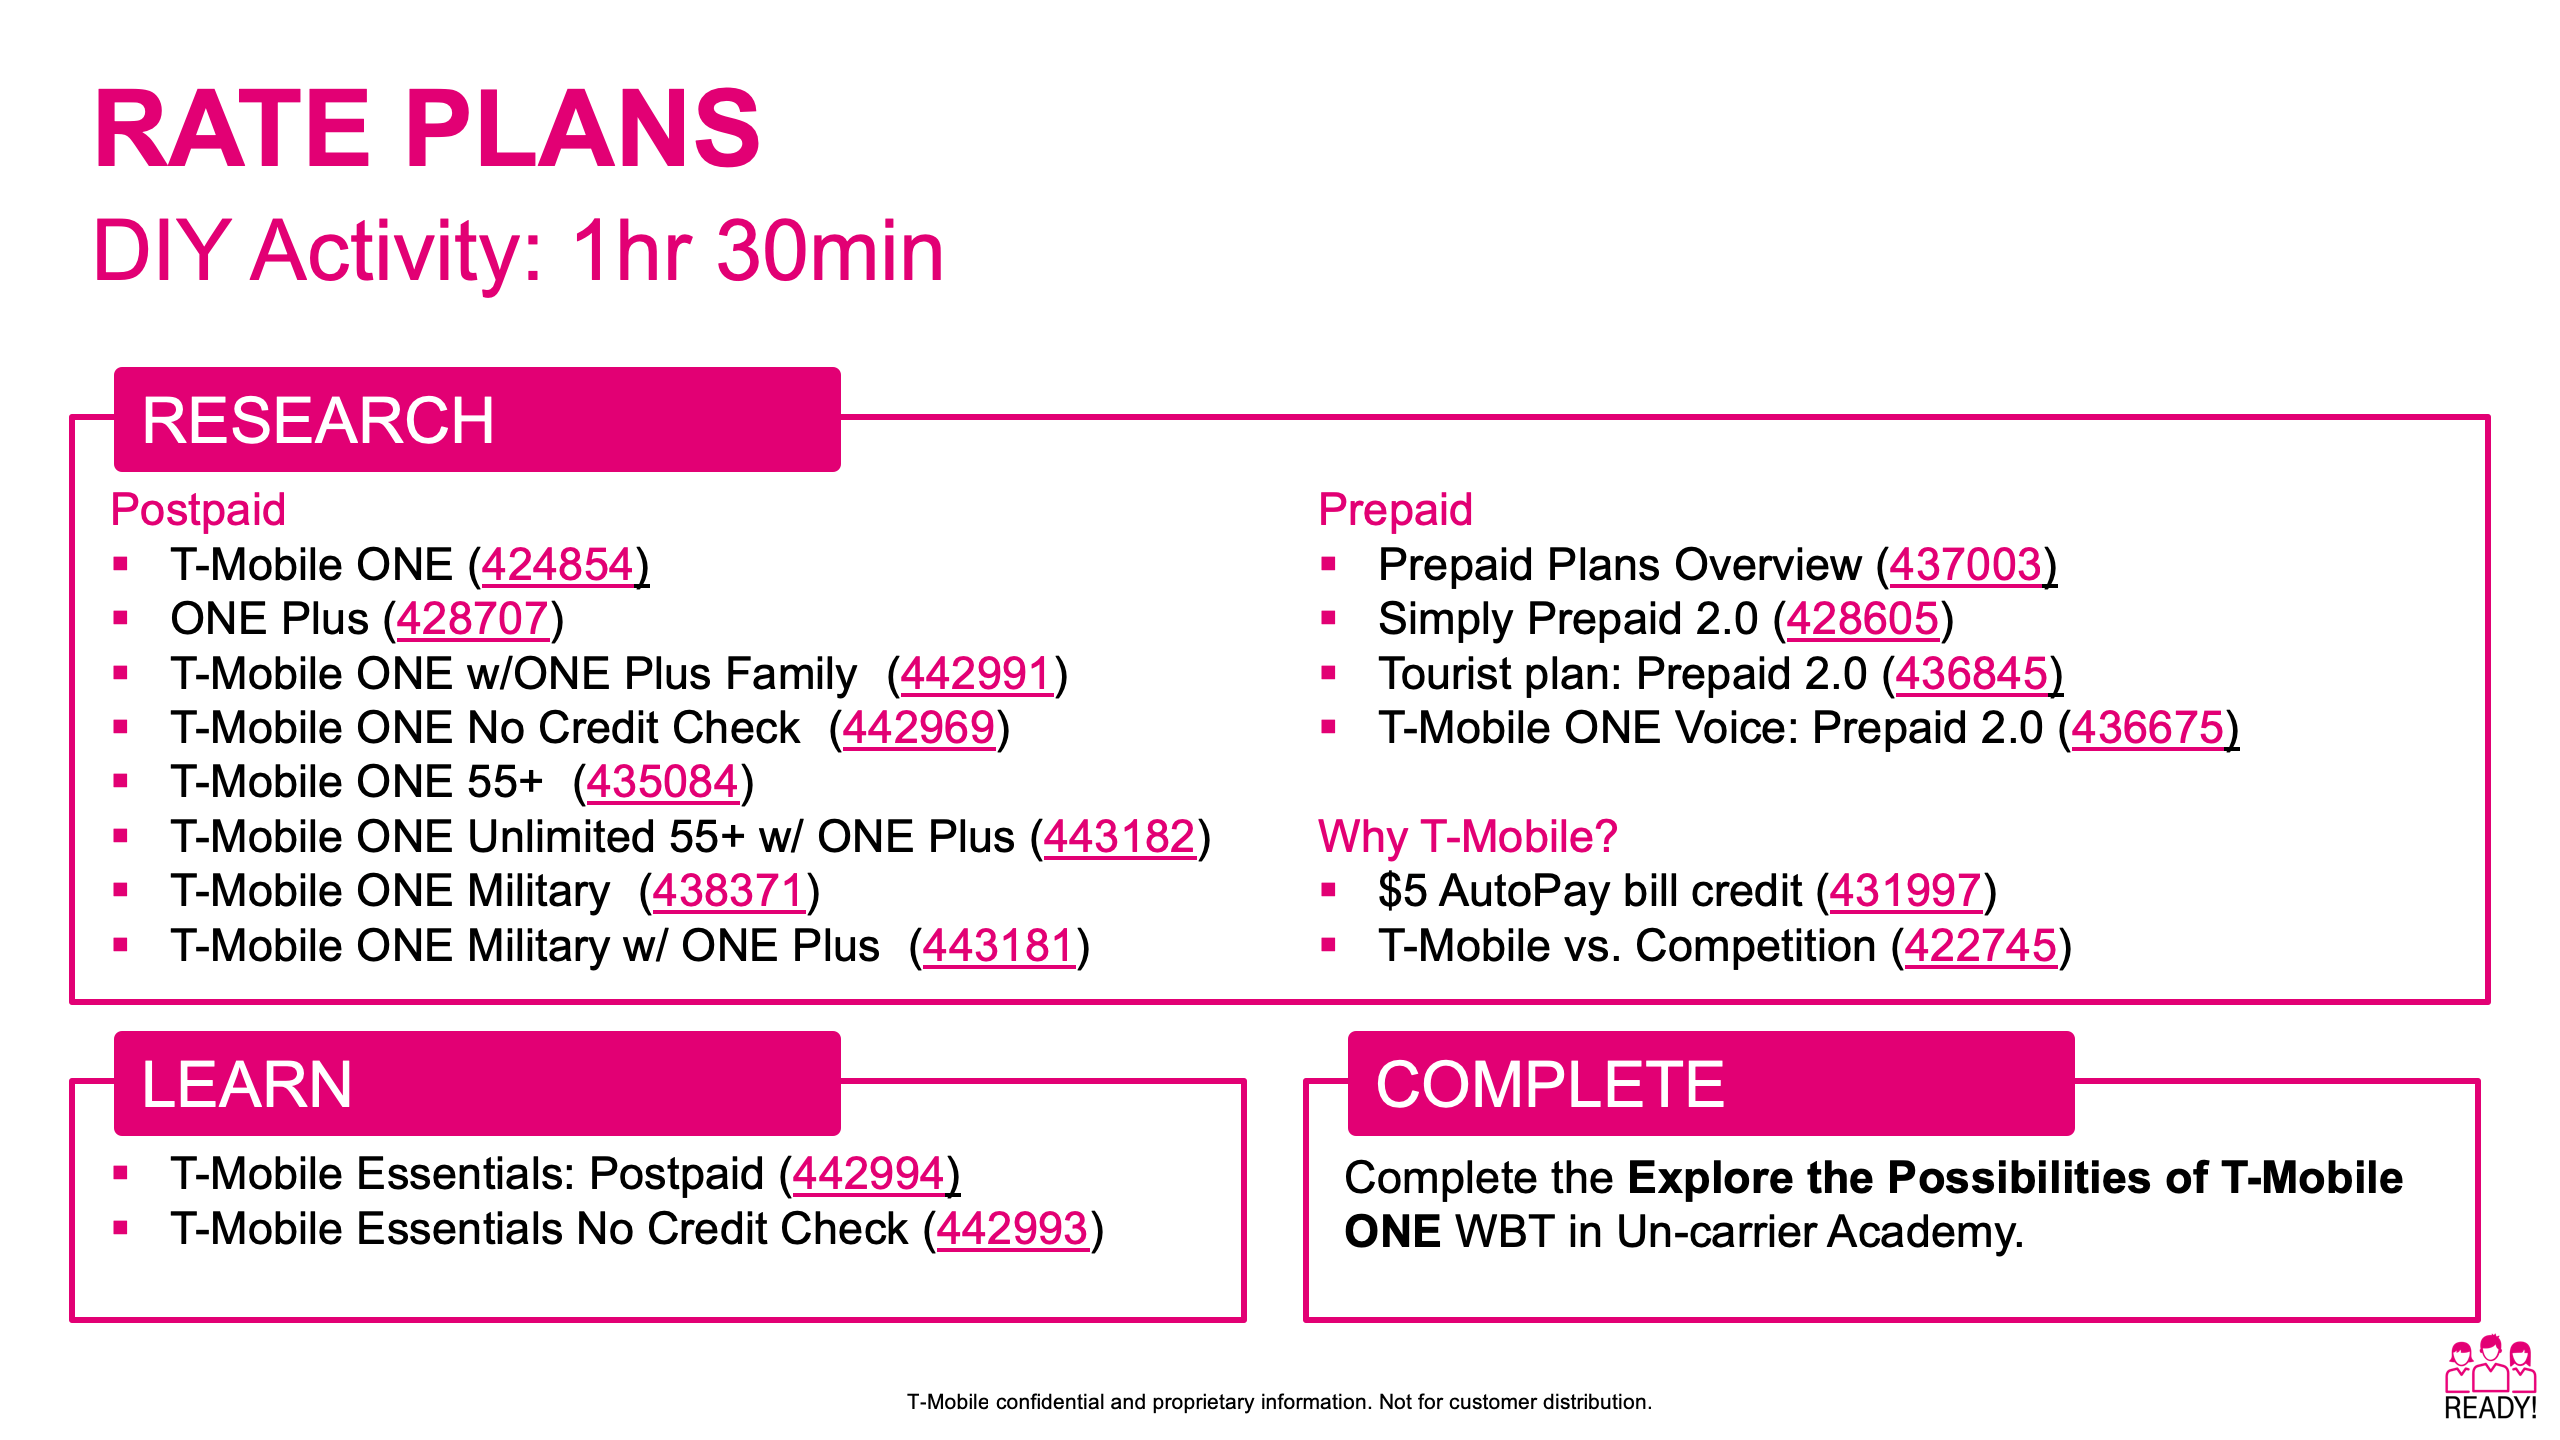 RATE PLANS
DIY Activity: 1hr 30min
RESEARCH
Postpaid
▪ T-Mobile ONE (424854)
▪ ONE Plus (428707)
▪ T-Mobile ONE w/ONE Plus Family (442991)
▪ T-Mobile ONE No Credit Check (442969)
▪ T-Mobile ONE 55+ (435084)
▪ T-Mobile ONE Unlimited 55+ w/ ONE Plus (443182)
▪ T-Mobile ONE Military (438371)
▪ T-Mobile ONE Military w/ ONE Plus (443181)
Prepaid
▪ Prepaid Plans Overview (437003)
▪ Simply Prepaid 2.0 (428605)
▪ Tourist plan: Prepaid 2.0 (436845)
▪ T-Mobile ONE Voice: Prepaid 2.0 (436675)
Why T-Mobile?
▪ $5 AutoPay bill credit (431997)
▪ T-Mobile vs. Competition (422745)
LEARN
▪ T-Mobile Essentials: Postpaid (442994)
▪ T-Mobile Essentials No Credit Check (442993)
COMPLETE
Complete the Explore the Possibilities of T-Mobile
ONE WBT in Un-carrier Academy.
T-Mobile confidential and proprietary information. Not for customer distribution.
READY!